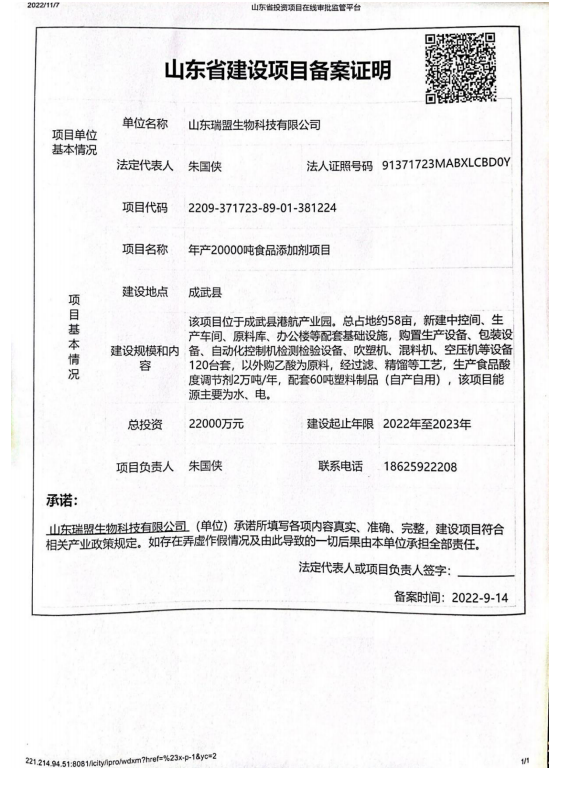 2022/11/7 山东省投资项目在线审批监管平台
山东省建设项目备案证明
项目单位
基本情况
单位名称 山东瑞盟生物科技有限公司
法定代表人 朱国侠 法人证照号码 91371723MABXLCBD0Y
项目基本情况
项目代码 2209-371723-89-01-381224
项目名称 年产20000吨食品添加剂项目
建设地点 成武县
建设规模和内
容
该项目位于成武县港航产业园。总占地约58亩，新建中控间、生
产车间、原料库、办公楼等配套基础设施，购置生产设备、包装设
备、自动化控制机检测检验设备、吹塑机、混料机、空压机等设备
120台套，以外购乙酸为原料，经过滤、精馏等工艺，生产食品酸
度调节剂2万吨/年，配套60吨塑料制品（自产自用），该项目能
源主要为水、电。
总投资 22000万元 建设起止年限 2022年至2023年
项目负责人 朱国侠 联系电话 18625922208
承诺：
山东瑞盟生物科技有限公司（单位）承诺所填写各项内容真实、准确、完整，建设项目符合
相关产业政策规定。如存在弄虚作假情况及由此导致的一切后果由本单位承担全部责任。
法定代表人或项目负责人签字：
备案时间：2022-9-14
221.214.94.51:8081/icity/ipro/wdxm?href=%23x-p-1&yc=2 1/1